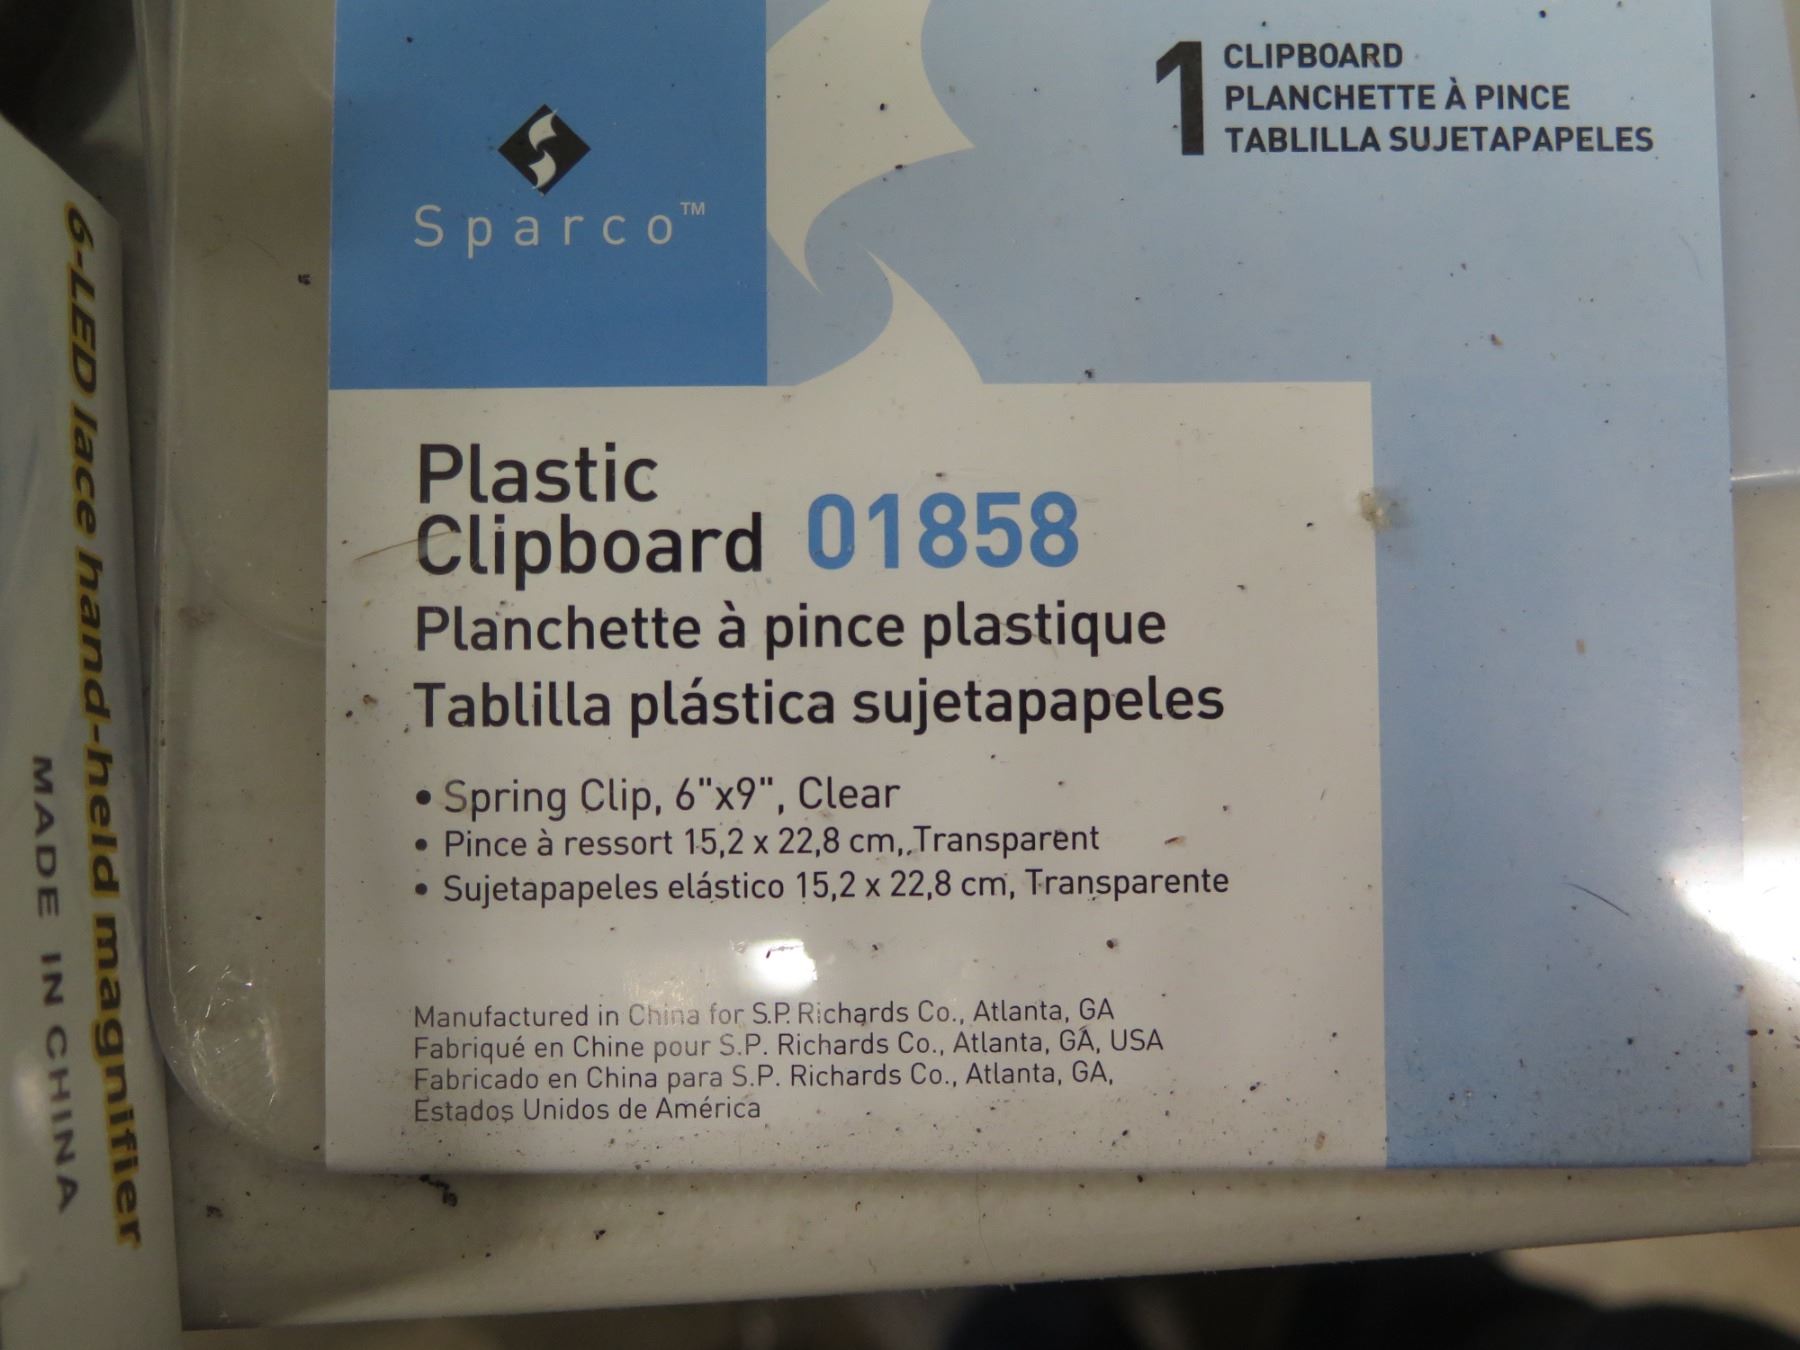 Sparco™
1
CLIPBOARD
PLANCHETTE À PINCE
TABLILLA SUJETAPAPELES
Plastic
Clipboard 01858
Planchette à pince plastique
Tablilla plástica sujetapapeles
• Spring Clip, 6"x9", Clear
• Pince à ressort 15,2 x 22,8 cm, Transparent
• Sujetapapeles elástico 15,2 x 22,8 cm, Transparente
Manufactured in China for S.P. Richards Co., Atlanta, GA
Fabriqué en Chine pour S.P. Richards Co., Atlanta, GA, USA
Fabricado en China para S.P. Richards Co., Atlanta, GA,
Estados Unidos de América
6-LED lace hand-held magnifier
MADE IN CHINA